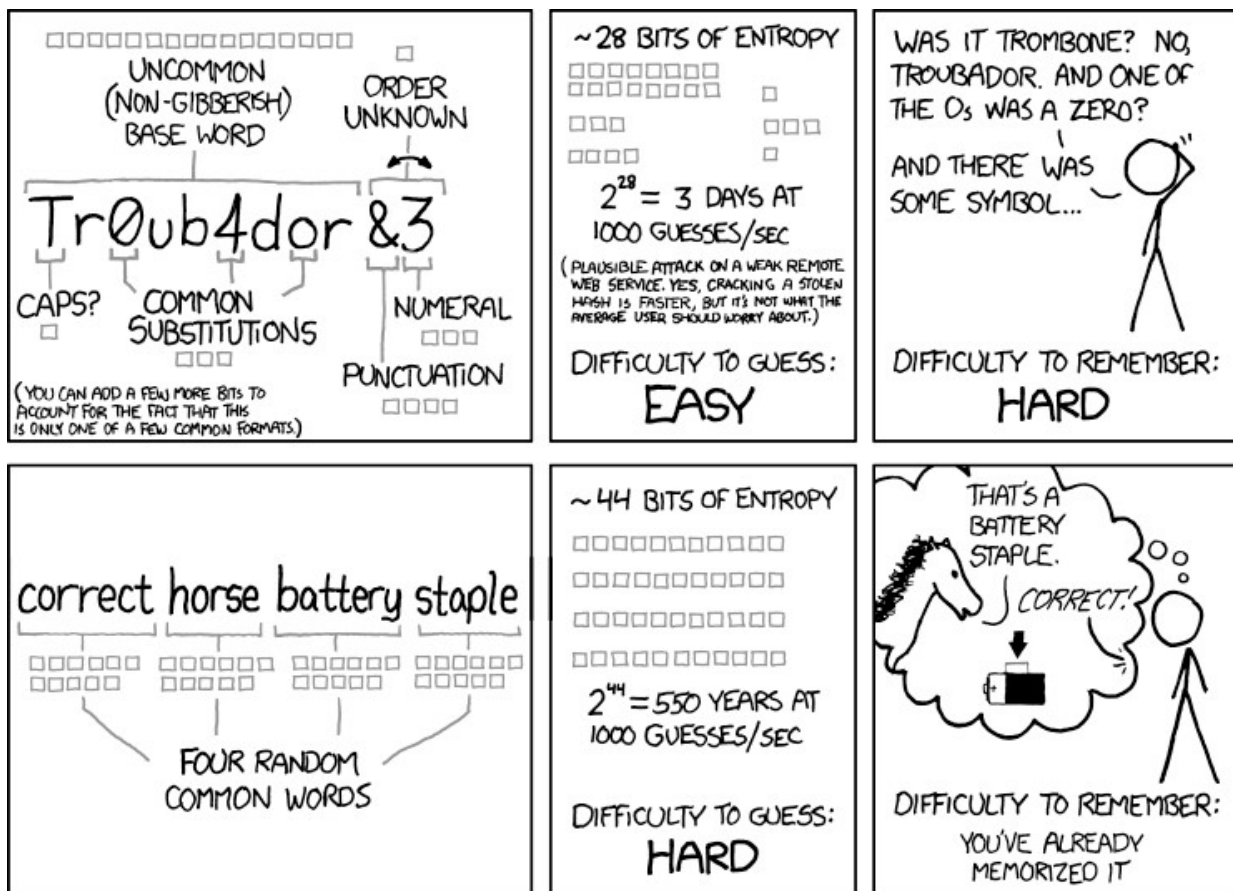 UNCOMMON
(NON-GIBBERISH)
BASE WORD
ORDER
UNKNOWN
Tr0ub4dor &3
CAPS?
COMMON
SUBSTITUTIONS
NUMERAL
PUNCTUATION
(YOU CAN ADD A FEW MORE BITS TO
ACCOUNT FOR THE FACT THAT THIS
IS ONLY ONE OF A FEW COMMON FORMATS.)
~28 BITS OF ENTROPY
2^28 = 3 DAYS AT
1000 GUESSES/SEC
(PLAUSIBLE ATTACK ON A WEAK REMOTE
WEB SERVICE. YES, CRACKING A STOLEN
HASH IS FASTER, BUT IT'S NOT WHAT THE
AVERAGE USER SHOULD WORRY ABOUT.)
DIFFICULTY TO GUESS:
EASY
WAS IT TROMBONE? NO,
TROUBADOR. AND ONE OF
THE Os WAS A ZERO?
AND THERE WAS
SOME SYMBOL...
DIFFICULTY TO REMEMBER:
HARD
correct horse battery staple
FOUR RANDOM
COMMON WORDS
~44 BITS OF ENTROPY
2^44 = 550 YEARS AT
1000 GUESSES/SEC
DIFFICULTY TO GUESS:
HARD
THAT'S A
BATTERY
STAPLE.
CORRECT!
+
DIFFICULTY TO REMEMBER:
YOU'VE ALREADY
MEMORIZED IT